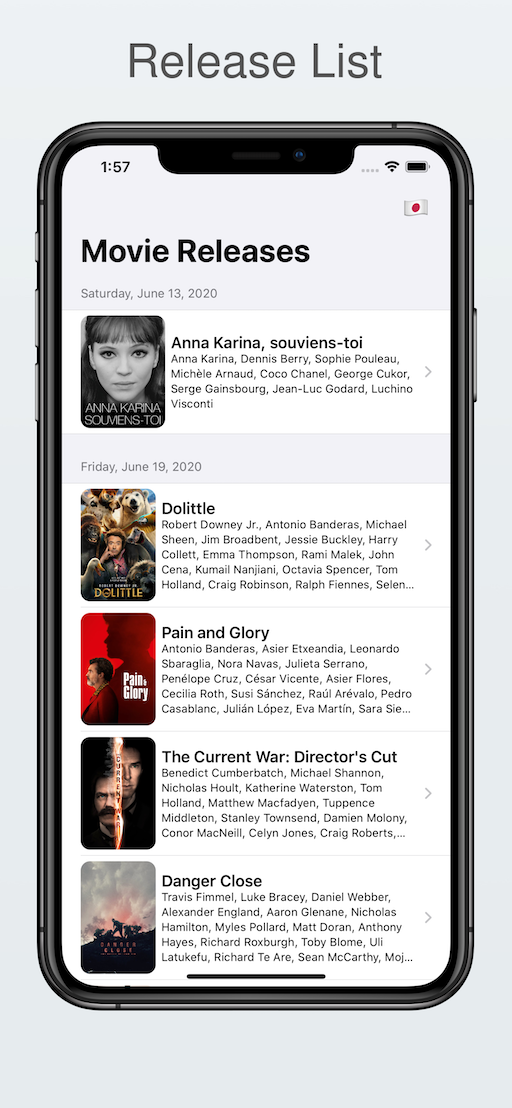 Release List
1:57
Movie Releases
Saturday, June 13, 2020
ANNA KARINA
SOUVIENS-TOI
Anna Karina, souviens-toi
Anna Karina, Dennis Berry, Sophie Pouleau,
Michèle Arnaud, Coco Chanel, George Cukor,
Serge Gainsbourg, Jean-Luc Godard, Luchino
Visconti
Friday, June 19, 2020
ROBERT DOWNEY JR.
DOLITTLE
Dolittle
Robert Downey Jr., Antonio Banderas, Michael
Sheen, Jim Broadbent, Jessie Buckley, Harry
Collett, Emma Thompson, Rami Malek, John
Cena, Kumail Nanjiani, Octavia Spencer, Tom
Holland, Craig Robinson, Ralph Fiennes, Selen...
Pain &
Glory
Pain and Glory
Antonio Banderas, Asier Etxeandia, Leonardo
Sbaraglia, Nora Navas, Julieta Serrano,
Penélope Cruz, César Vicente, Asier Flores,
Cecilia Roth, Susi Sánchez, Raúl Arévalo, Pedro
Casablanc, Julián López, Eva Martín, Sara Sie...
CURRENT WAR
The Current War: Director's Cut
Benedict Cumberbatch, Michael Shannon,
Nicholas Hoult, Katherine Waterston, Tom
Holland, Matthew Macfadyen, Tuppence
Middleton, Stanley Townsend, Damien Molony,
Conor MacNeill, Celyn Jones, Craig Roberts,...
DANGER
CLOSE
Danger Close
Travis Fimmel, Luke Bracey, Daniel Webber,
Alexander England, Aaron Glenane, Nicholas
Hamilton, Myles Pollard, Matt Doran, Anthony
Hayes, Richard Roxburgh, Toby Blome, Uli
Latukefu, Richard Te Are, Sean McCarthy, Moj...